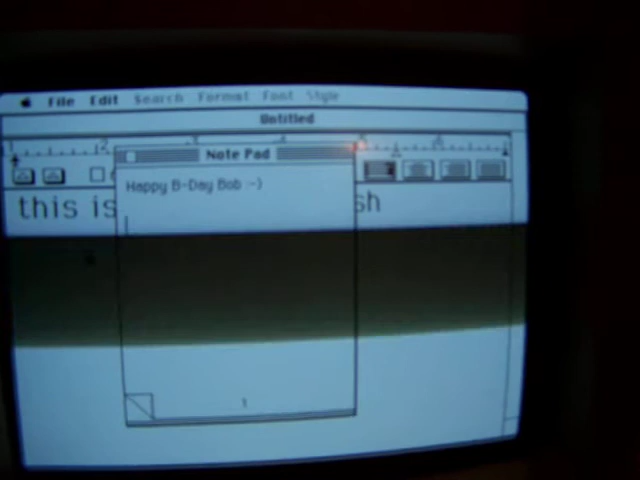 File Edit Search Format Font Style
Untitled
Note Pad
Happy B-Day Bob :-)
this is sh
1